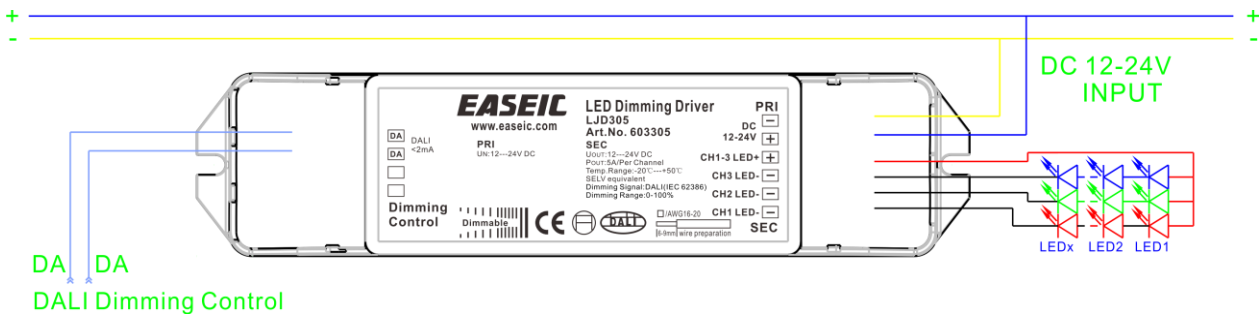 +
+
-
-
DC 12-24V
INPUT
EASEIC
www.easeic.com
DA
DALI
<2mA
DA
PRI
UIN:12---24V DC
Dimming
Control
Dimmable
CE
DALI
LED Dimming Driver
LJD305
Art.No. 603305
SEC
UOUT:12---24V DC
POUT:5A/Per Channel
Temp.Range:-20℃---+50℃
SELV equivalent
Dimming Signal:DALI(IEC 62386)
Dimming Range:0-100%
/AWG16-20
8-9mm wire preparation
PRI
DC
12-24V
−
+
CH1-3 LED+ +
CH3 LED- −
CH2 LED- −
CH1 LED- −
SEC
LEDx LED2 LED1
DA DA
DALI Dimming Control